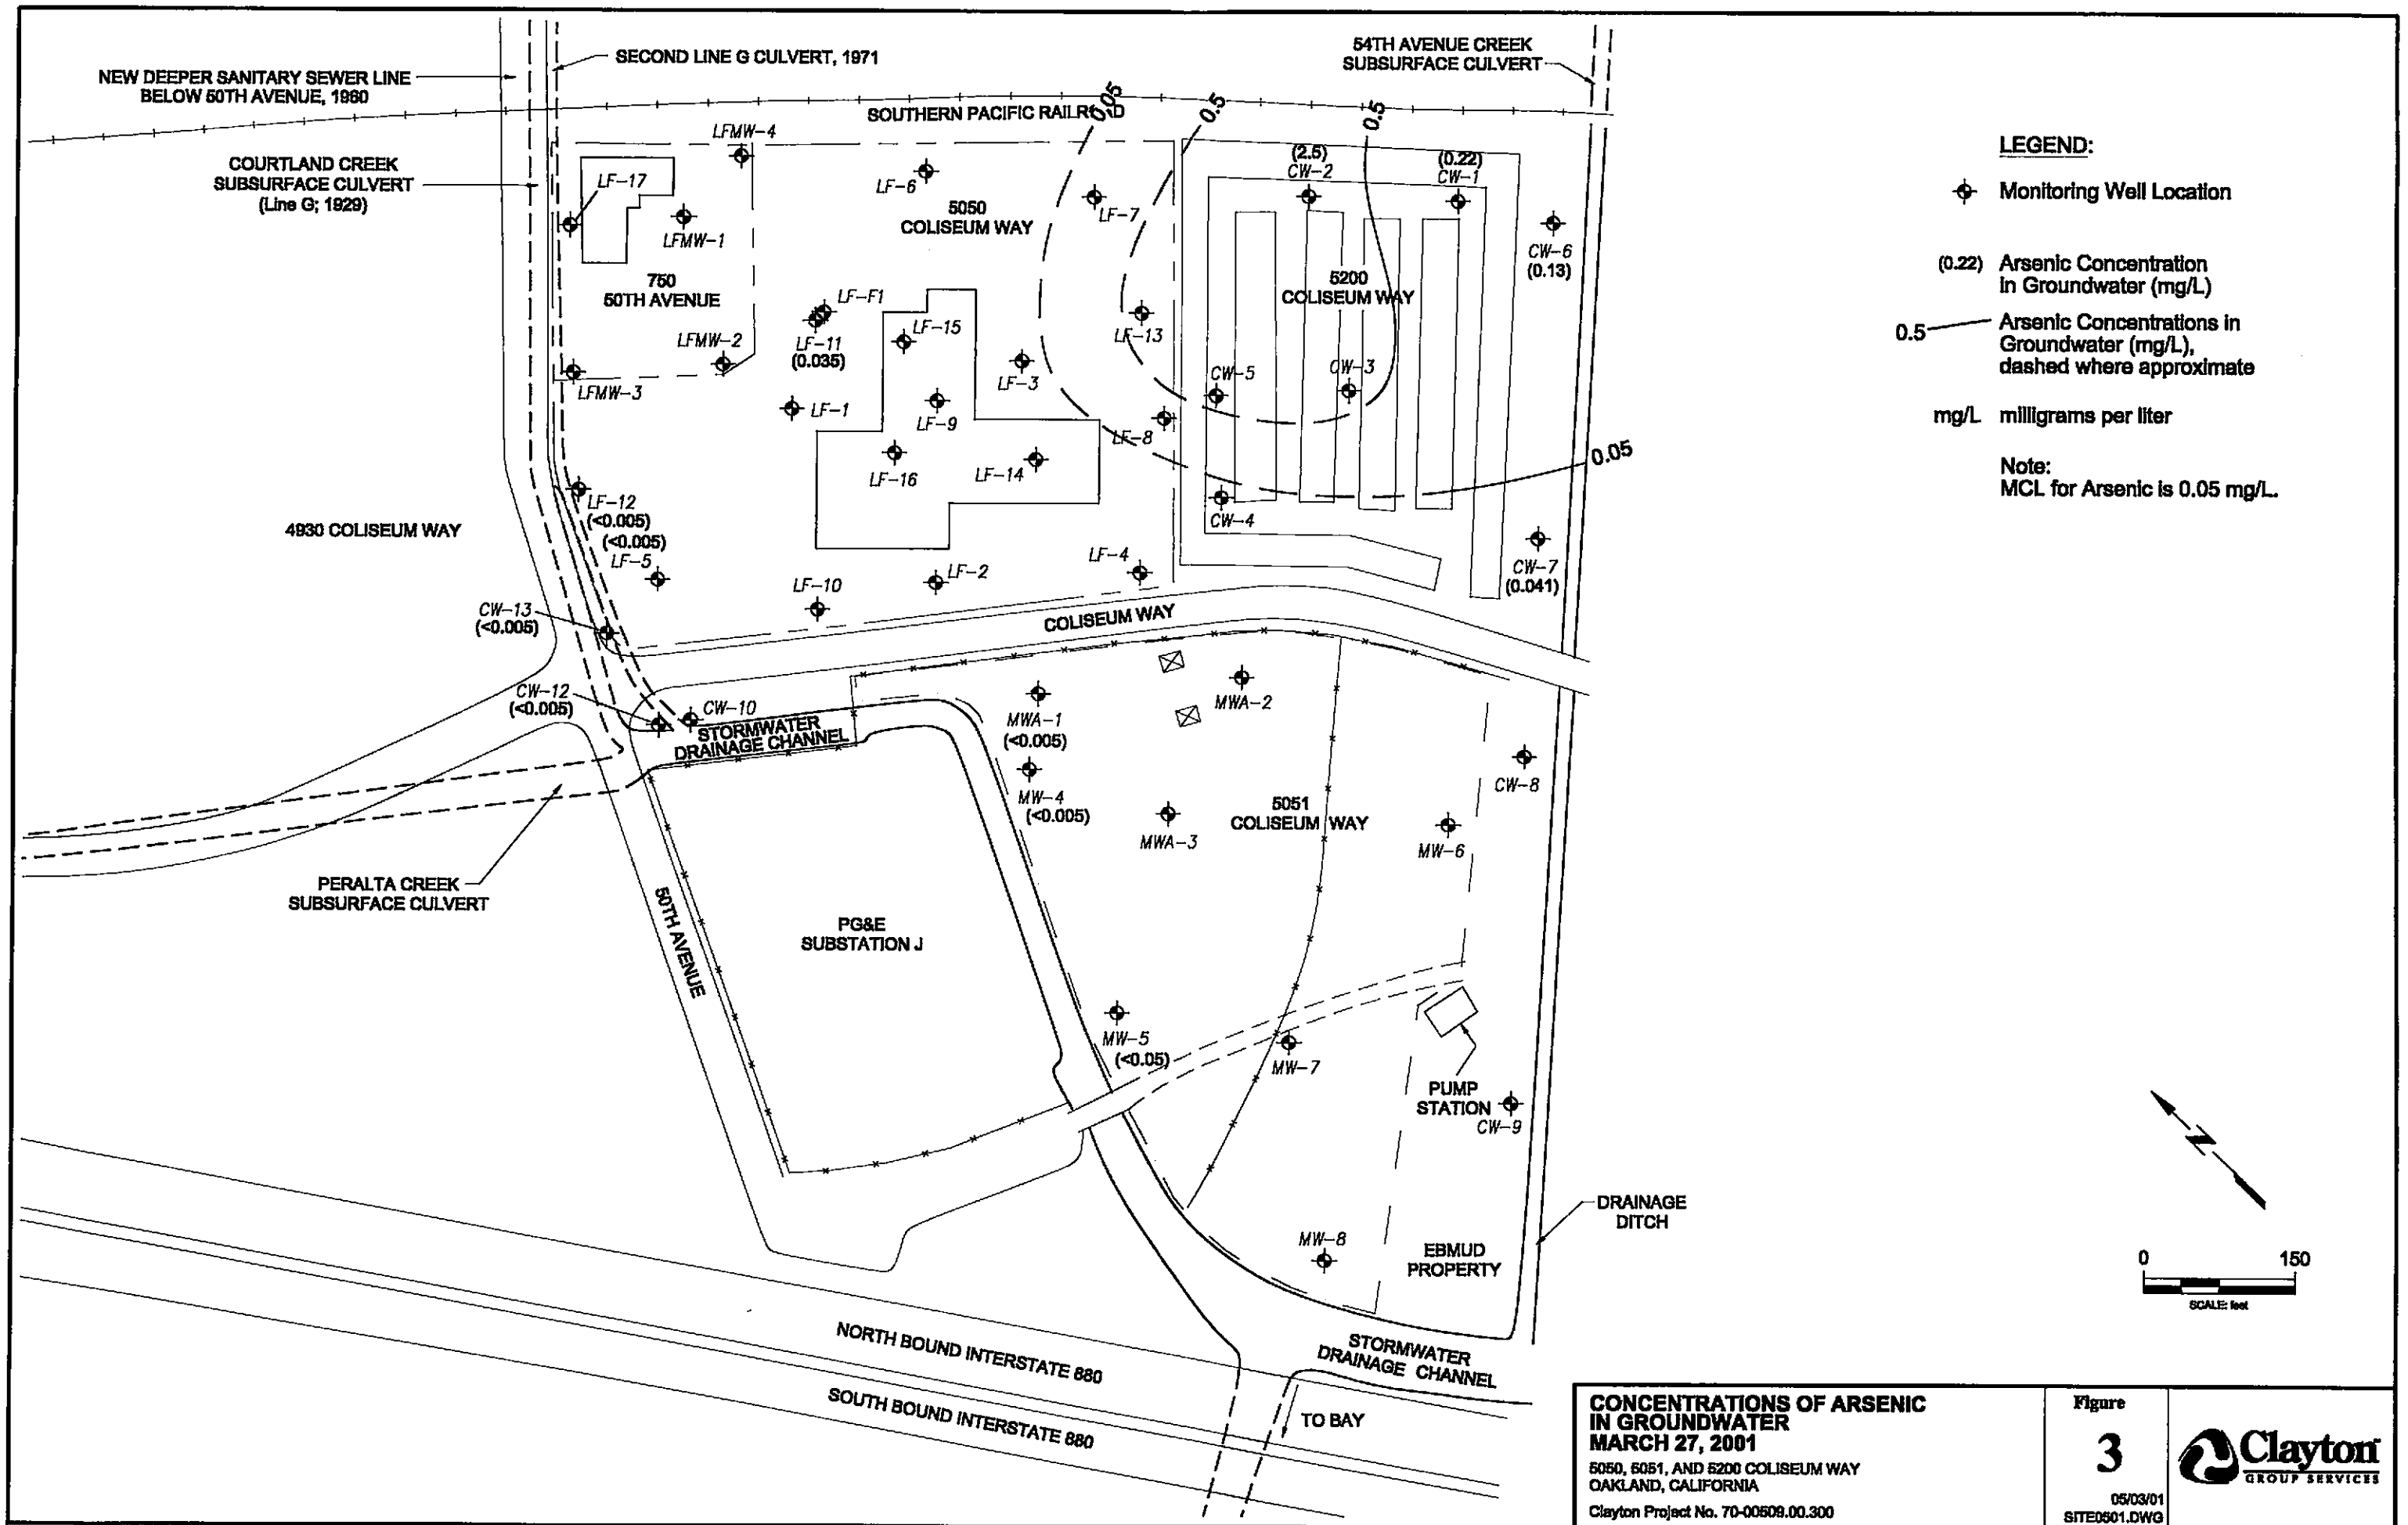 SECOND LINE G CULVERT, 1971
54TH AVENUE CREEK
SUBSURFACE CULVERT
NEW DEEPER SANITARY SEWER LINE
BELOW 50TH AVENUE, 1960
SOUTHERN PACIFIC RAILROAD
0.05
0.5
0.5
COURTLAND CREEK
SUBSURFACE CULVERT
(Line G; 1929)
LFMW-4
LF-17
LFMW-1
LF-6
5050
COLISEUM WAY
LF-7
(2.5)
CW-2
(0.22)
CW-1
CW-6
(0.13)
750
50TH AVENUE
LF-F1
LF-11
(0.035)
LF-15
LF-13
5200
COLISEUM WAY
LFMW-2
LFMW-3
LF-3
CW-5
CW-3
LF-1
LF-9
LF-8
LF-16
LF-14
0.05
LF-12
(<0.005)
(<0.005)
LF-5
CW-4
4930 COLISEUM WAY
LF-4
CW-7
(0.041)
LF-10
LF-2
CW-13
(<0.005)
COLISEUM WAY
CW-12
(<0.005)
CW-10
STORMWATER
DRAINAGE CHANNEL
MWA-1
(<0.005)
MWA-2
MW-4
(<0.005)
MWA-3
5051
COLISEUM WAY
CW-8
MW-6
PERALTA CREEK
SUBSURFACE CULVERT
50TH AVENUE
PG&E
SUBSTATION J
MW-5
(<0.05)
MW-7
PUMP
STATION
CW-9
MW-8
EBMUD
PROPERTY
DRAINAGE
DITCH
STORMWATER
DRAINAGE CHANNEL
NORTH BOUND INTERSTATE 880
SOUTH BOUND INTERSTATE 880
TO BAY
LEGEND:
Monitoring Well Location
(0.22) Arsenic Concentration
in Groundwater (mg/L)
0.5 Arsenic Concentrations in
Groundwater (mg/L),
dashed where approximate
mg/L milligrams per liter
Note:
MCL for Arsenic is 0.05 mg/L.
N
0 150
SCALE: feet
CONCENTRATIONS OF ARSENIC
IN GROUNDWATER
MARCH 27, 2001
5050, 5051, AND 5200 COLISEUM WAY
OAKLAND, CALIFORNIA
Clayton Project No. 70-00509.00.300
Figure
3
05/03/01
SITE0501.DWG
Clayton
GROUP SERVICES